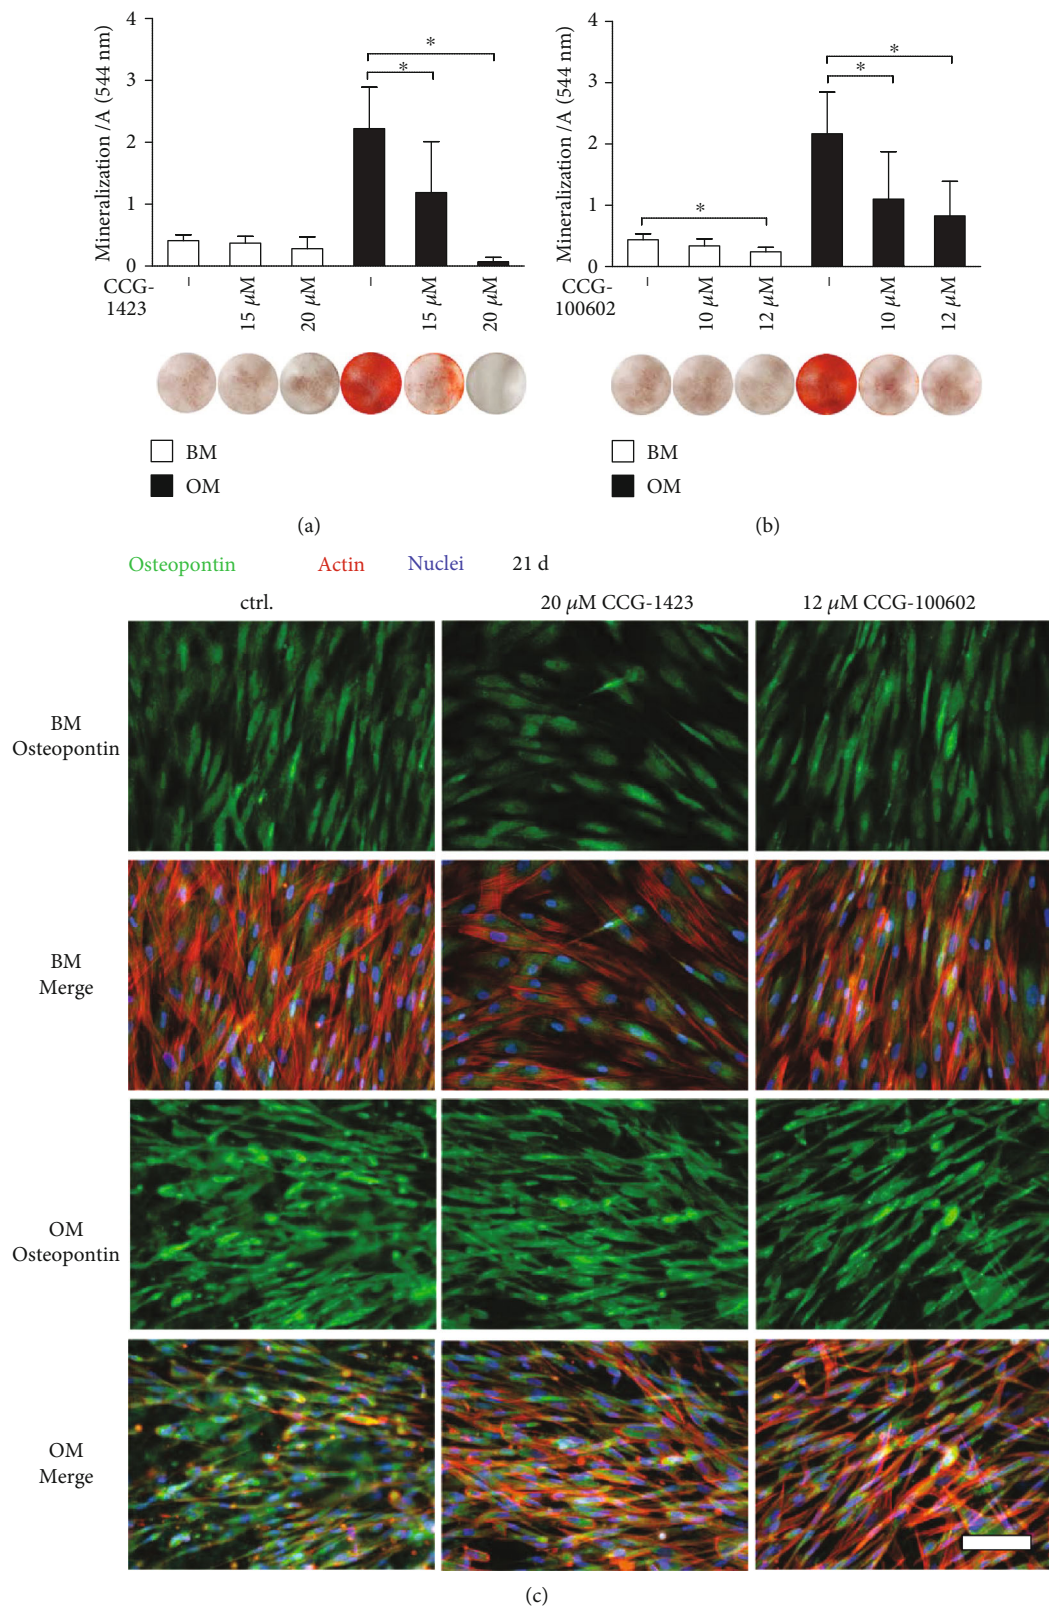 4
3
2
1
0
Mineralization /A (544 nm)
*
*
CCG-
1423
–
15 μM
20 μM
–
15 μM
20 μM
BM
OM
(a)
4
3
2
1
0
Mineralization /A (544 nm)
*
*
*
CCG-
100602
–
10 μM
12 μM
–
10 μM
12 μM
BM
OM
(b)
Osteopontin Actin Nuclei 21 d
ctrl. 20 μM CCG-1423 12 μM CCG-100602
BM
Osteopontin
BM
Merge
OM
Osteopontin
OM
Merge
(c)